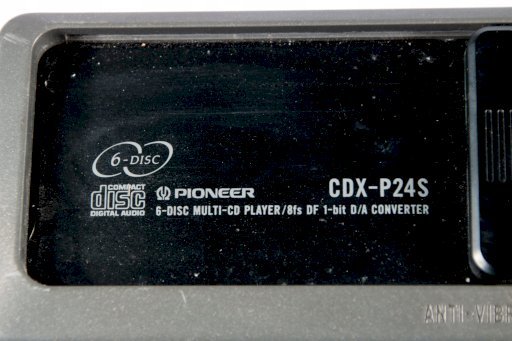 6-DISC
COMPACT
disc
DIGITAL AUDIO
PIONEER
CDX-P24S
6-DISC MULTI-CD PLAYER/8fs DF 1-bit D/A CONVERTER
ANTI-VIBR